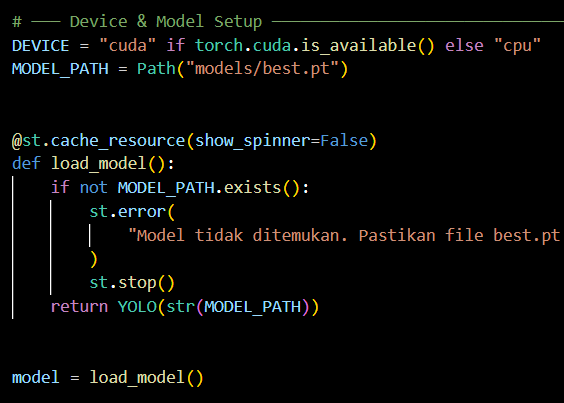 # ─── Device & Model Setup ──────────────────────────────
DEVICE = "cuda" if torch.cuda.is_available() else "cpu"
MODEL_PATH = Path("models/best.pt")
@st.cache_resource(show_spinner=False)
def load_model():
    if not MODEL_PATH.exists():
        st.error(
            "Model tidak ditemukan. Pastikan file best.pt
        )
        st.stop()
    return YOLO(str(MODEL_PATH))
model = load_model()